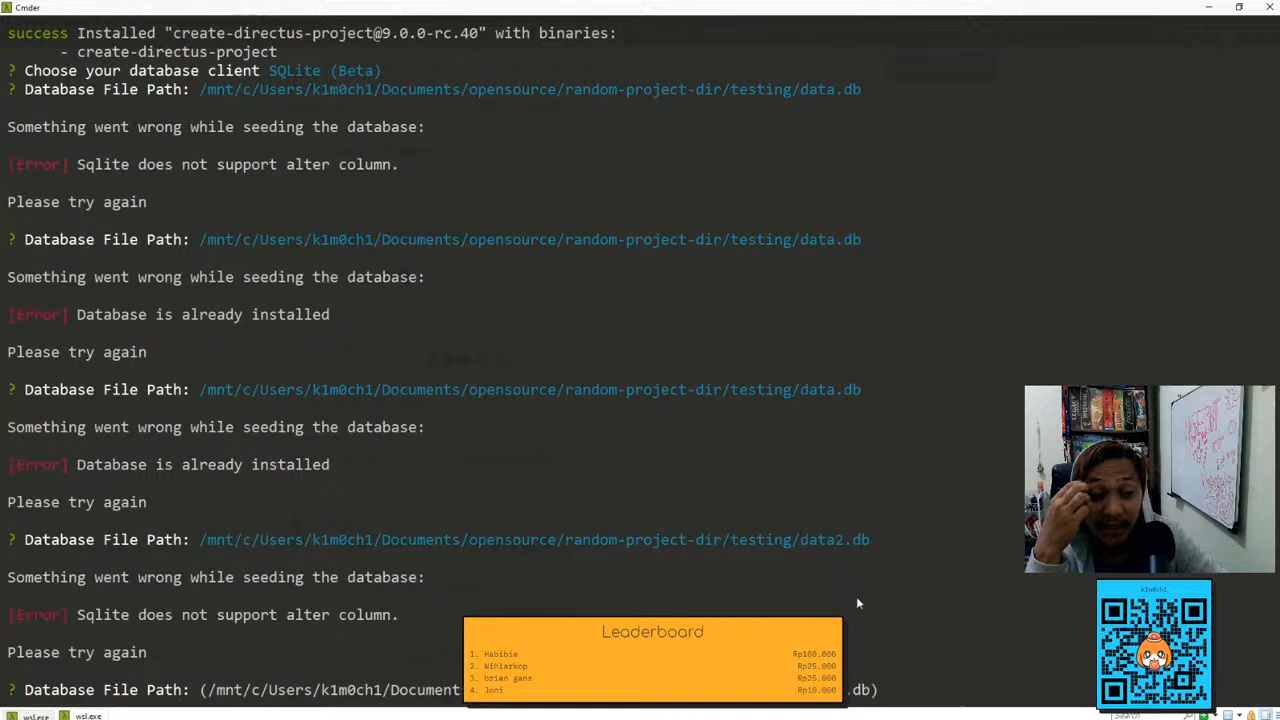 Cmder
success Installed "create-directus-project@9.0.0-rc.40" with binaries:
- create-directus-project
? Choose your database client SQLite (Beta)
? Database File Path: /mnt/c/Users/k1m0ch1/Documents/opensource/random-project-dir/testing/data.db
Something went wrong while seeding the database:
[Error] Sqlite does not support alter column.
Please try again
? Database File Path: /mnt/c/Users/k1m0ch1/Documents/opensource/random-project-dir/testing/data.db
Something went wrong while seeding the database:
[Error] Database is already installed
Please try again
? Database File Path: /mnt/c/Users/k1m0ch1/Documents/opensource/random-project-dir/testing/data.db
Something went wrong while seeding the database:
[Error] Database is already installed
Please try again
? Database File Path: /mnt/c/Users/k1m0ch1/Documents/opensource/random-project-dir/testing/data2.db
Something went wrong while seeding the database:
[Error] Sqlite does not support alter column.
Please try again
? Database File Path: (/mnt/c/Users/k1m0ch1/Document .db)
Leaderboard
1. Habibie Rp100.000
2. Wihlarkop Rp25.000
3. brian gans Rp25.000
4. Joni Rp10.000
k1m0ch1
wsl.exe
wsl.exe
Search